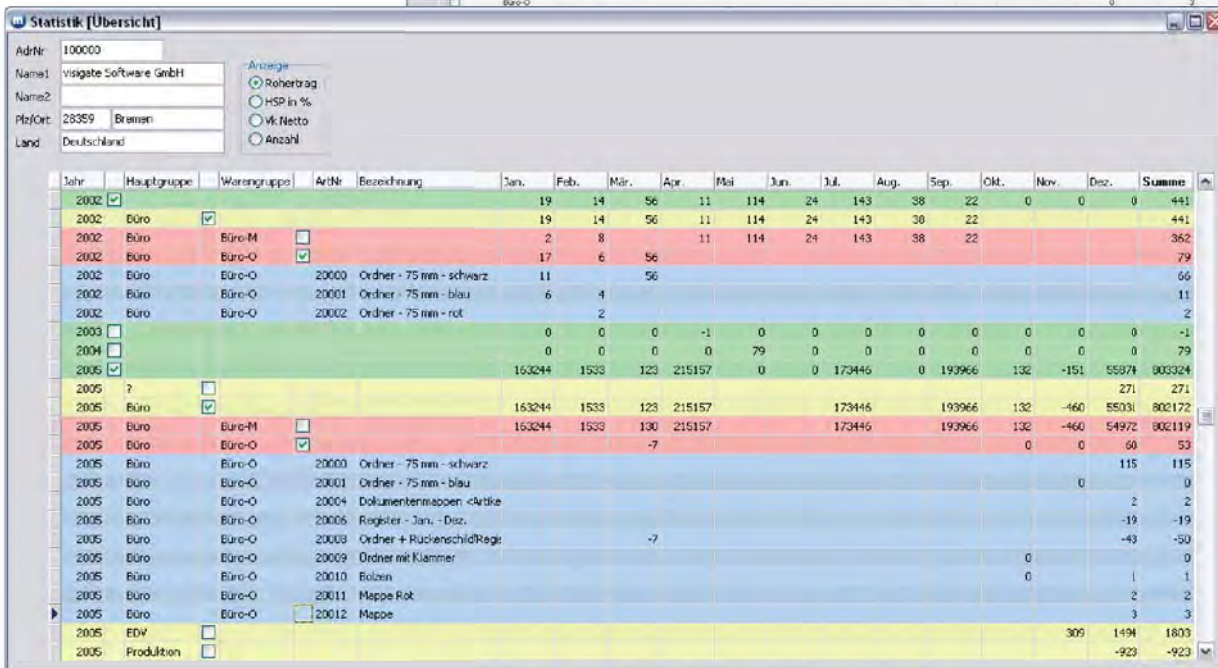 Büro-O 0 3
Statistik [Übersicht]
AdrNr 100000
Name1 visigate Software GmbH
Name2
Plz/Ort 28359 Bremen
Land Deutschland
Anzeige
Rohertrag
HSP in %
Vk Netto
Anzahl
Jahr Hauptgruppe Warengruppe ArtNr Bezeichnung Jan. Feb. Mär. Apr. Mai Jun. Jul. Aug. Sep. Okt. Nov. Dez. Summe
2002 19 14 56 11 114 24 143 38 22 0 0 0 441
2002 Büro 19 14 56 11 114 24 143 38 22 441
2002 Büro Büro-M 2 8 11 114 24 143 38 22 362
2002 Büro Büro-O 17 6 56 79
2002 Büro Büro-O 20000 Ordner - 75 mm - schwarz 11 56 66
2002 Büro Büro-O 20001 Ordner - 75 mm - blau 6 4 11
2002 Büro Büro-O 20002 Ordner - 75 mm - rot 2 2
2003 0 0 0 -1 0 0 0 0 0 0 0 0 -1
2004 0 0 0 0 79 0 0 0 0 0 0 0 79
2005 163244 1533 123 215157 0 0 173446 0 193966 132 -151 55874 803324
2005 ? 271 271
2005 Büro 163244 1533 123 215157 173446 193966 132 -460 55031 802172
2005 Büro Büro-M 163244 1533 130 215157 173446 193966 132 -460 54972 802119
2005 Büro Büro-O -7 0 0 60 53
2005 Büro Büro-O 20000 Ordner - 75 mm - schwarz 115 115
2005 Büro Büro-O 20001 Ordner - 75 mm - blau 0 0
2005 Büro Büro-O 20004 Dokumentenmappen <Artike 2 2
2005 Büro Büro-O 20006 Register - Jan. - Dez. -19 -19
2005 Büro Büro-O 20008 Ordner + Rückenschild/Regis -7 -43 -50
2005 Büro Büro-O 20009 Ordner mit Klammer 0 0
2005 Büro Büro-O 20010 Bolzen 0 1 1
2005 Büro Büro-O 20011 Mappe Rot 2 2
2005 Büro Büro-O 20012 Mappe 3 3
2005 EDV 309 1494 1803
2005 Produktion -923 -923